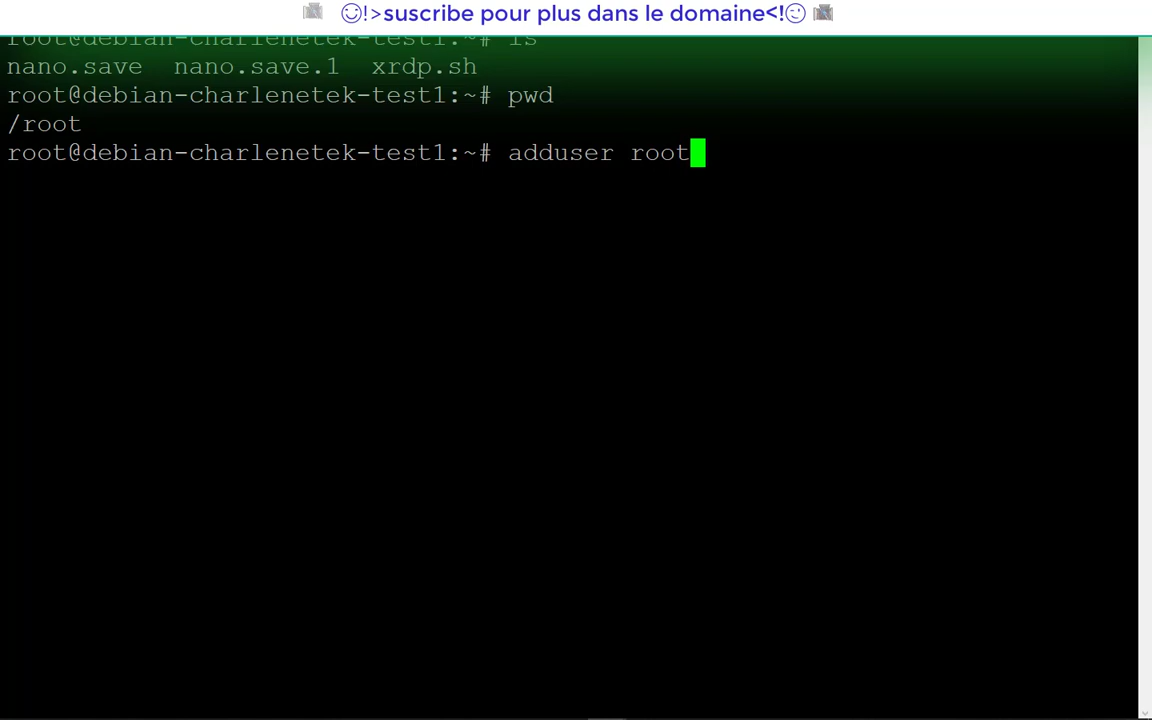 ☺!>suscribe pour plus dans le domaine<!😉
root@debian-charlenetek-test1:~# ls
nano.save nano.save.1 xrdp.sh
root@debian-charlenetek-test1:~# pwd
/root
root@debian-charlenetek-test1:~# adduser root